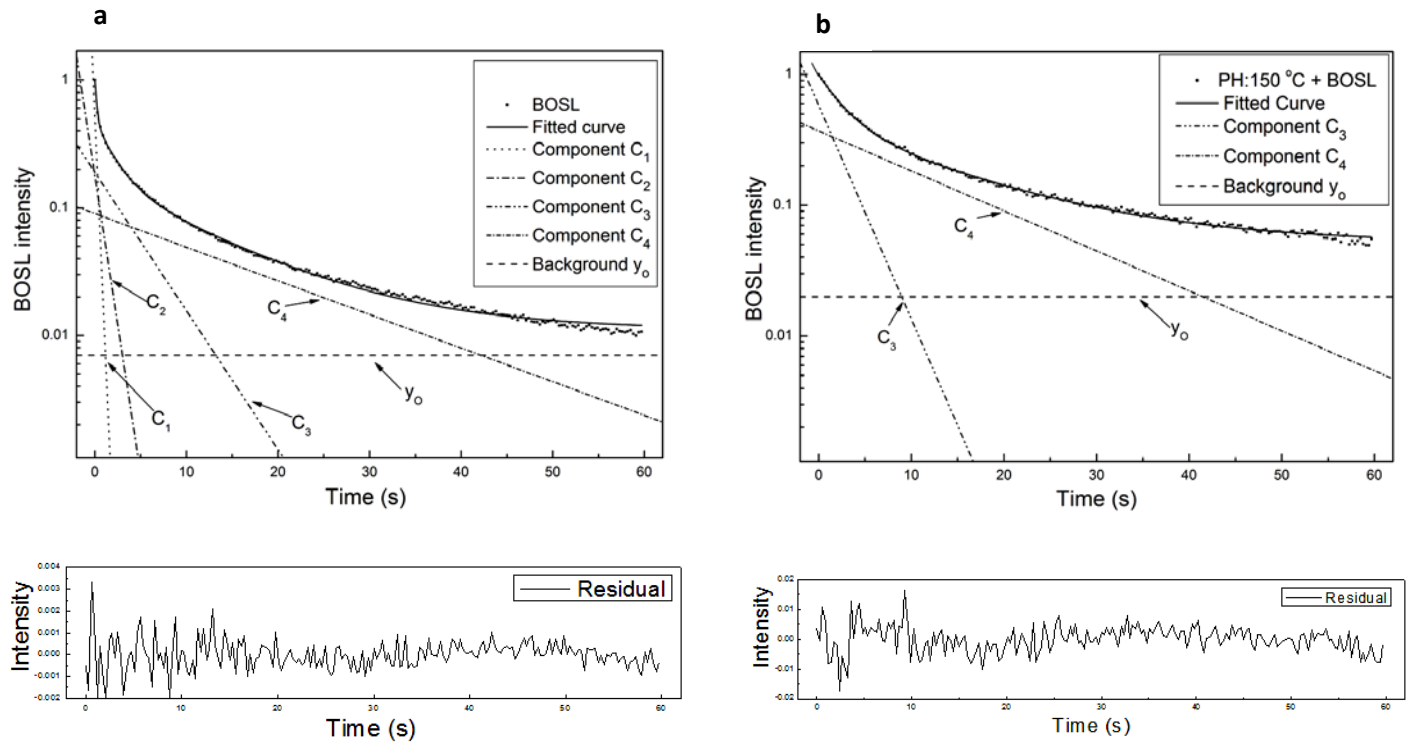 a
BOSL intensity
1
0.1
0.01
BOSL
Fitted curve
Component C₁
Component C₂
Component C₃
Component C₄
Background yₒ
C₂
C₄
C₁
C₃
yₒ
0 10 20 30 40 50 60
Time (s)
b
BOSL intensity
1
0.1
0.01
PH:150 °C + BOSL
Fitted Curve
Component C₃
Component C₄
Background yₒ
C₄
C₃
yₒ
0 10 20 30 40 50 60
Time (s)
Intensity
0.004
0.003
0.002
0.001
0.000
-0.001
-0.002
Residual
0 10 20 30 40 50 60
Time (s)
Intensity
0.02
0.01
0.00
-0.01
-0.02
Residual
0 10 20 30 40 50 60
Time (s)